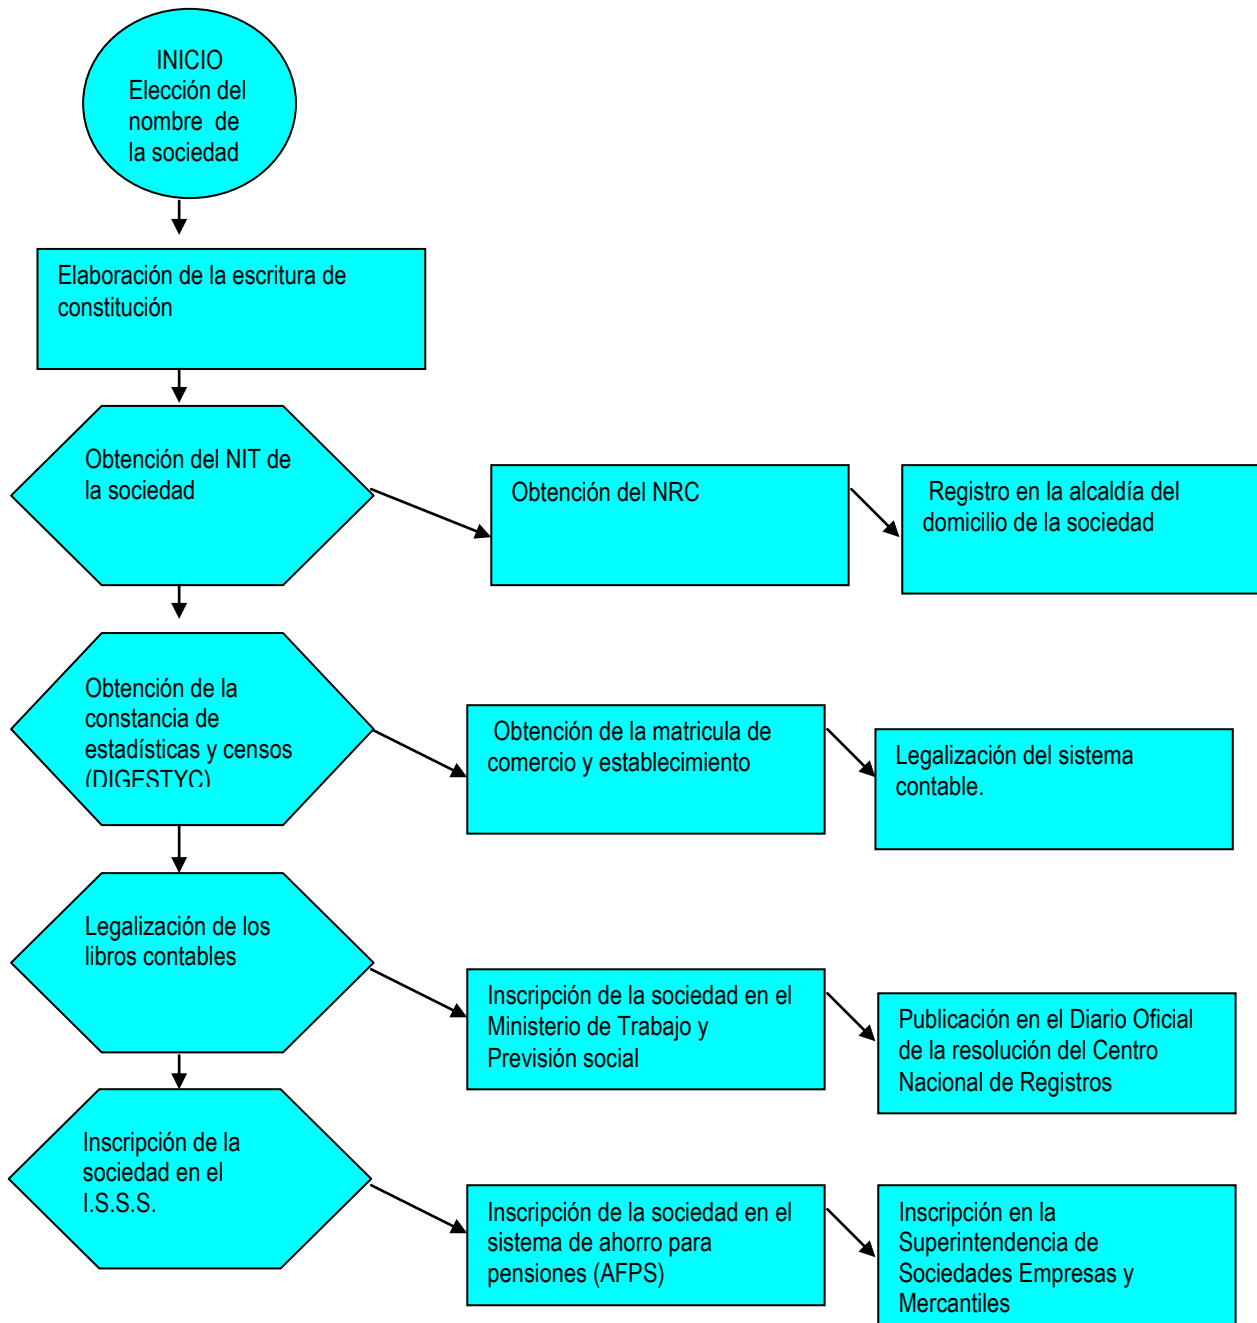 INICIO
Elección del
nombre de
la sociedad
Elaboración de la escritura de
constitución
Obtención del NIT de
la sociedad
Obtención del NRC
Registro en la alcaldía del
domicilio de la sociedad
Obtención de la
constancia de
estadísticas y censos
(DIGESTYC)
Obtención de la matricula de
comercio y establecimiento
Legalización del sistema
contable.
Legalización de los
libros contables
Inscripción de la sociedad en el
Ministerio de Trabajo y
Previsión social
Publicación en el Diario Oficial
de la resolución del Centro
Nacional de Registros
Inscripción de la
sociedad en el
I.S.S.S.
Inscripción de la sociedad en el
sistema de ahorro para
pensiones (AFPS)
Inscripción en la
Superintendencia de
Sociedades Empresas y
Mercantiles